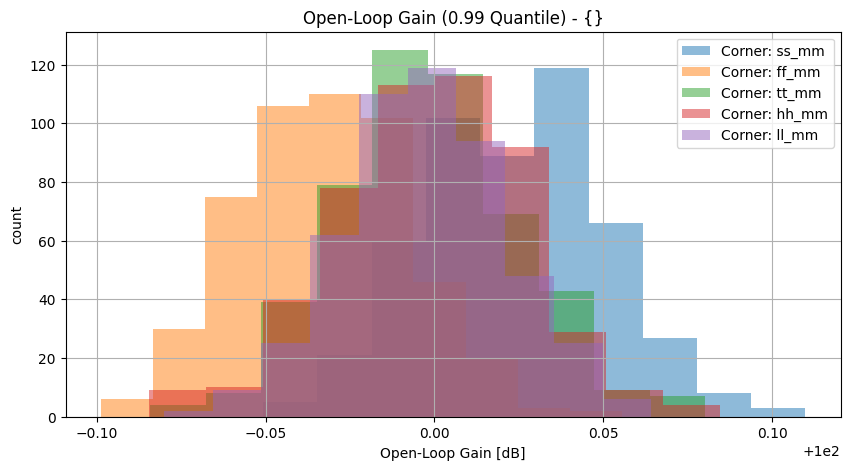 Open-Loop Gain (0.99 Quantile) - {}
Corner: ss_mm
Corner: ff_mm
Corner: tt_mm
Corner: hh_mm
Corner: ll_mm
count
120
100
80
60
40
20
0
−0.10
−0.05
0.00
0.05
0.10
+1e2
Open-Loop Gain [dB]